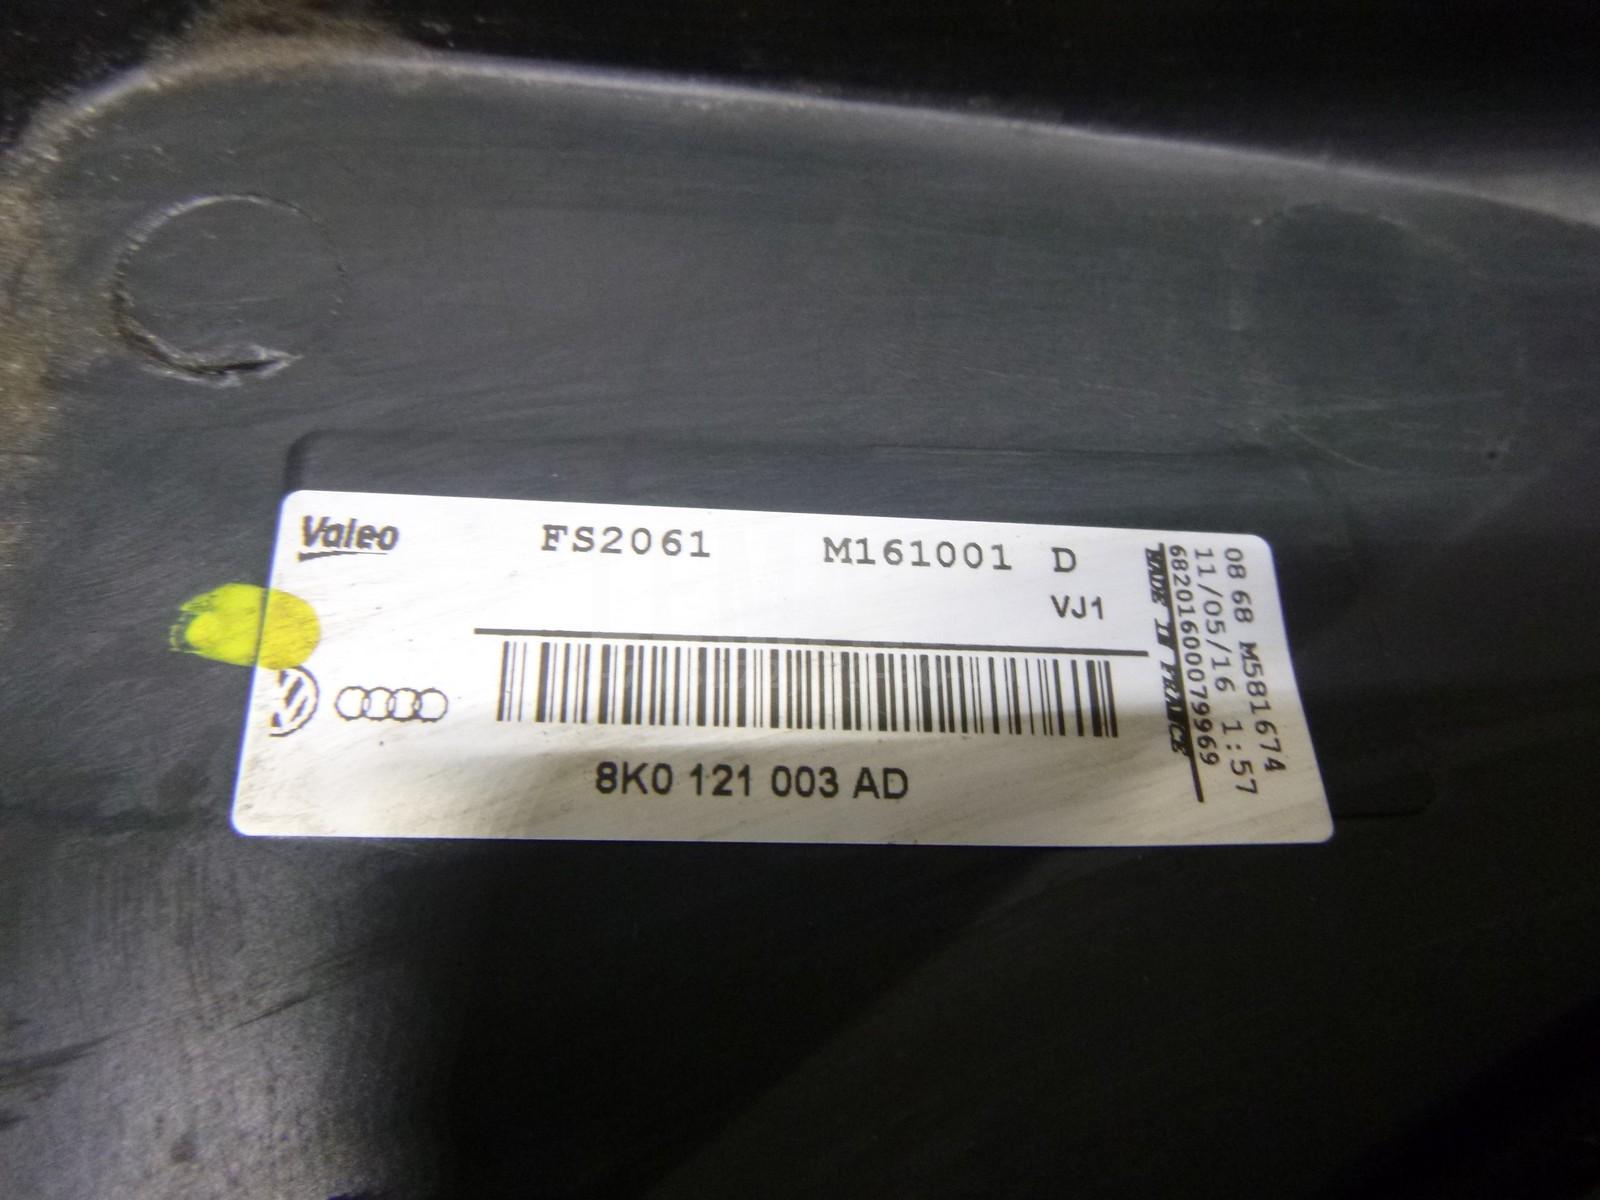 Valeo FS2061 M161001 D
VJ1
8K0 121 003 AD
08 68 M581674
11/05/16 1:57
68201600079969
MADE IN FRANCE